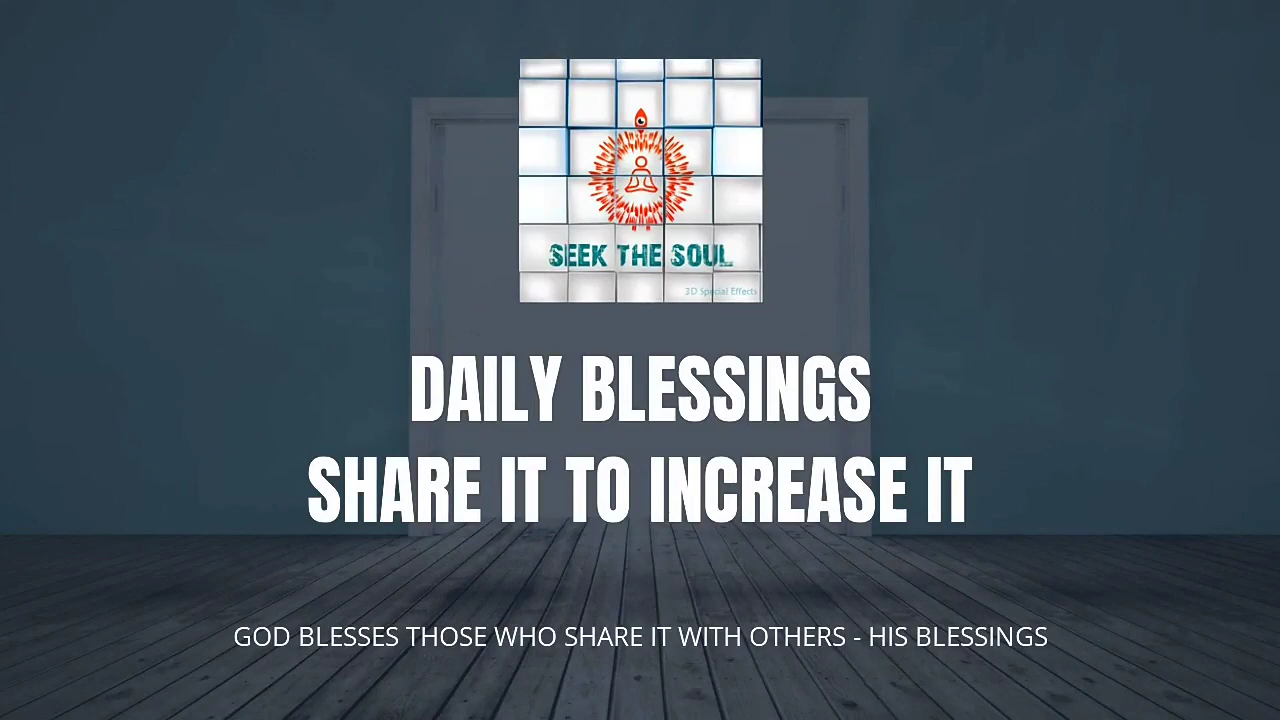 SEEK THE SOUL
3D Special Effects
DAILY BLESSINGS
SHARE IT TO INCREASE IT
GOD BLESSES THOSE WHO SHARE IT WITH OTHERS - HIS BLESSINGS